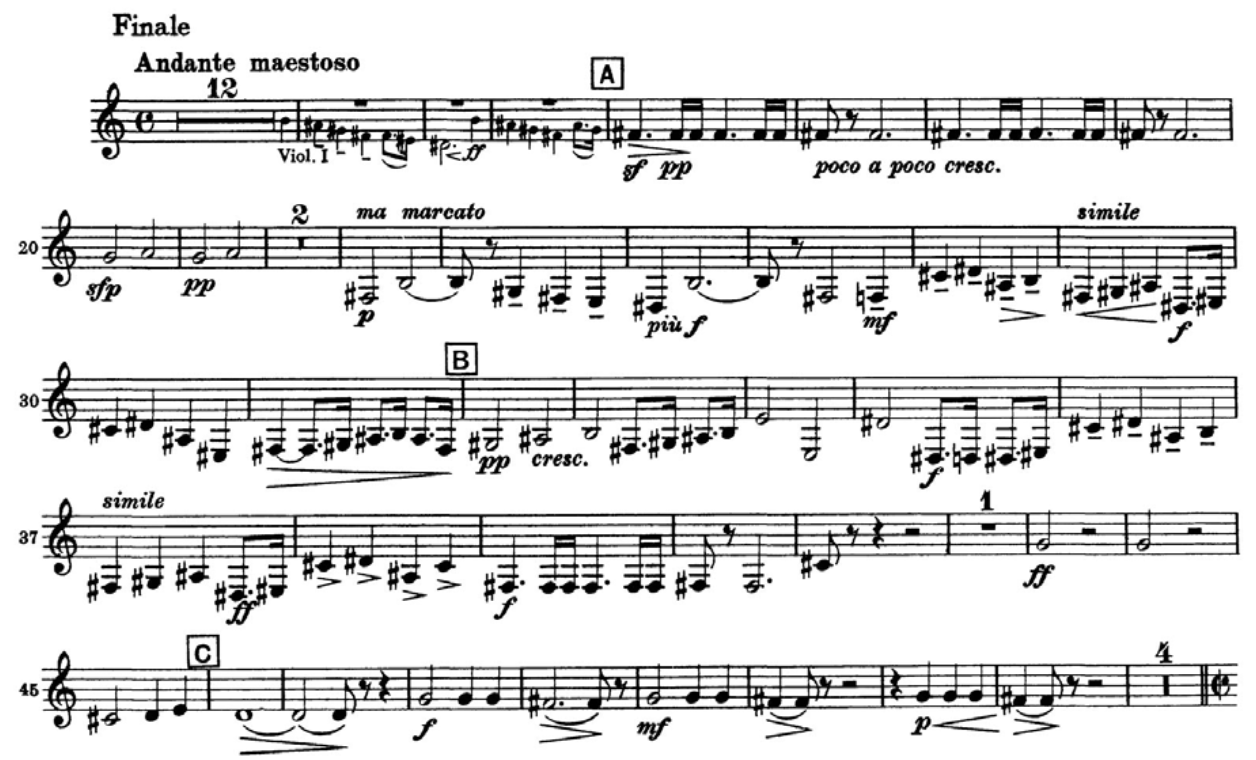 Finale
Andante maestoso
12
A
Viol. I
ff
sf pp
poco a poco cresc.
2
ma marcato
simile
20
sfp
pp
p
più f
mf
f
B
30
pp cresc.
f
simile
1
37
ff
f
ff
C
4
45
f
mf
p